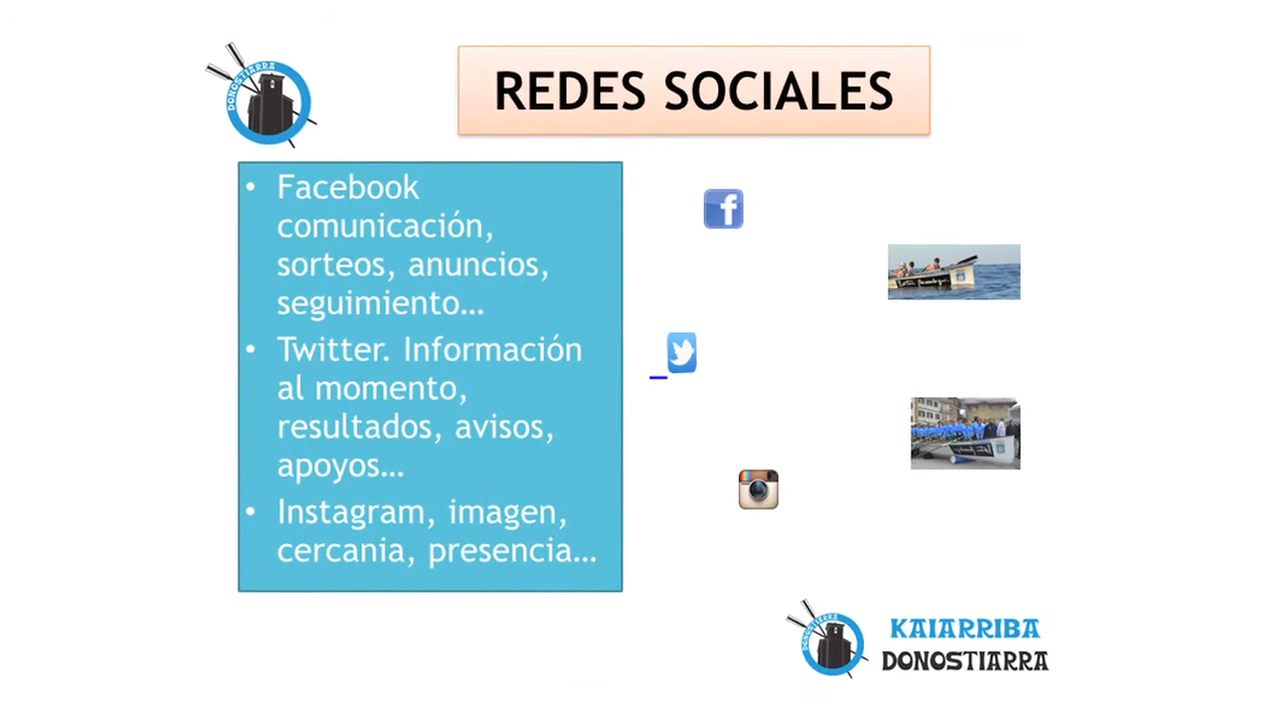 DONOSTIARRA
REDES SOCIALES
• Facebook
comunicación,
sorteos, anuncios,
seguimiento…
• Twitter. Información
al momento,
resultados, avisos,
apoyos…
• Instagram, imagen,
cercania, presencia…
DONOSTIARRA
KAIARRIBA
DONOSTIARRA